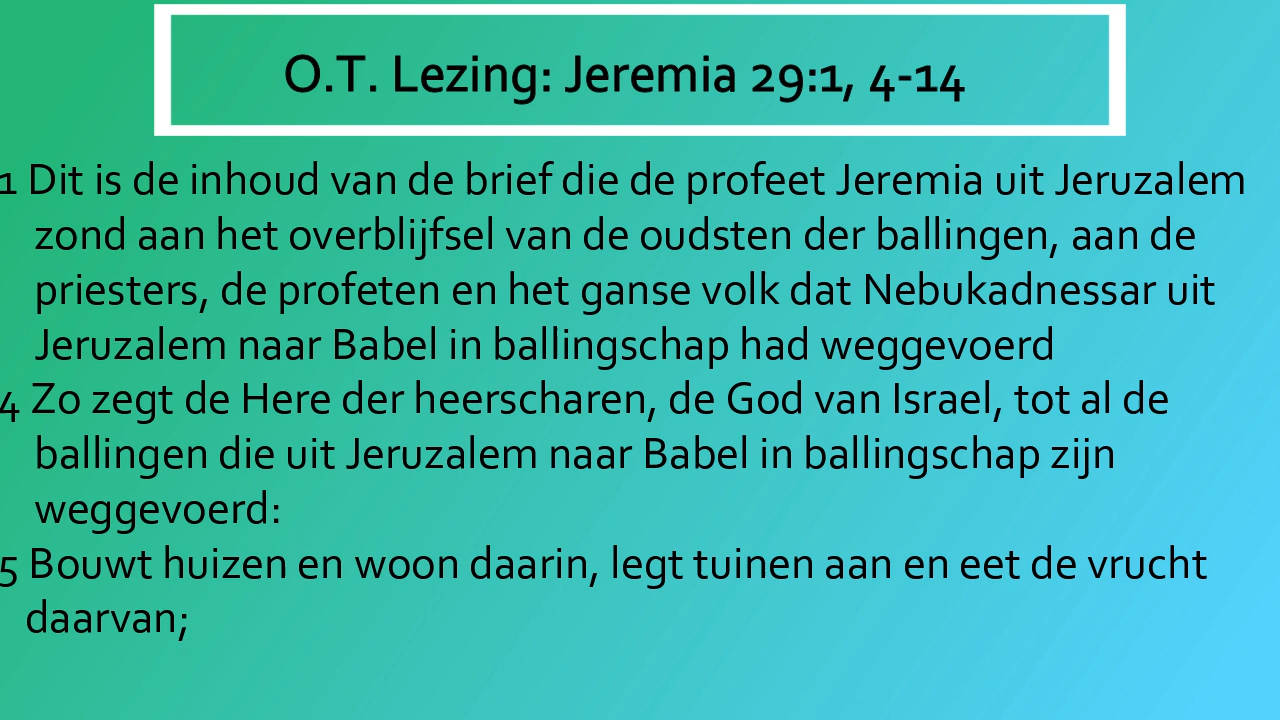 O.T. Lezing: Jeremia 29:1, 4-14
1 Dit is de inhoud van de brief die de profeet Jeremia uit Jeruzalem
zond aan het overblijfsel van de oudsten der ballingen, aan de
priesters, de profeten en het ganse volk dat Nebukadnessar uit
Jeruzalem naar Babel in ballingschap had weggevoerd
4 Zo zegt de Here der heerscharen, de God van Israel, tot al de
ballingen die uit Jeruzalem naar Babel in ballingschap zijn
weggevoerd:
5 Bouwt huizen en woon daarin, legt tuinen aan en eet de vrucht
daarvan;